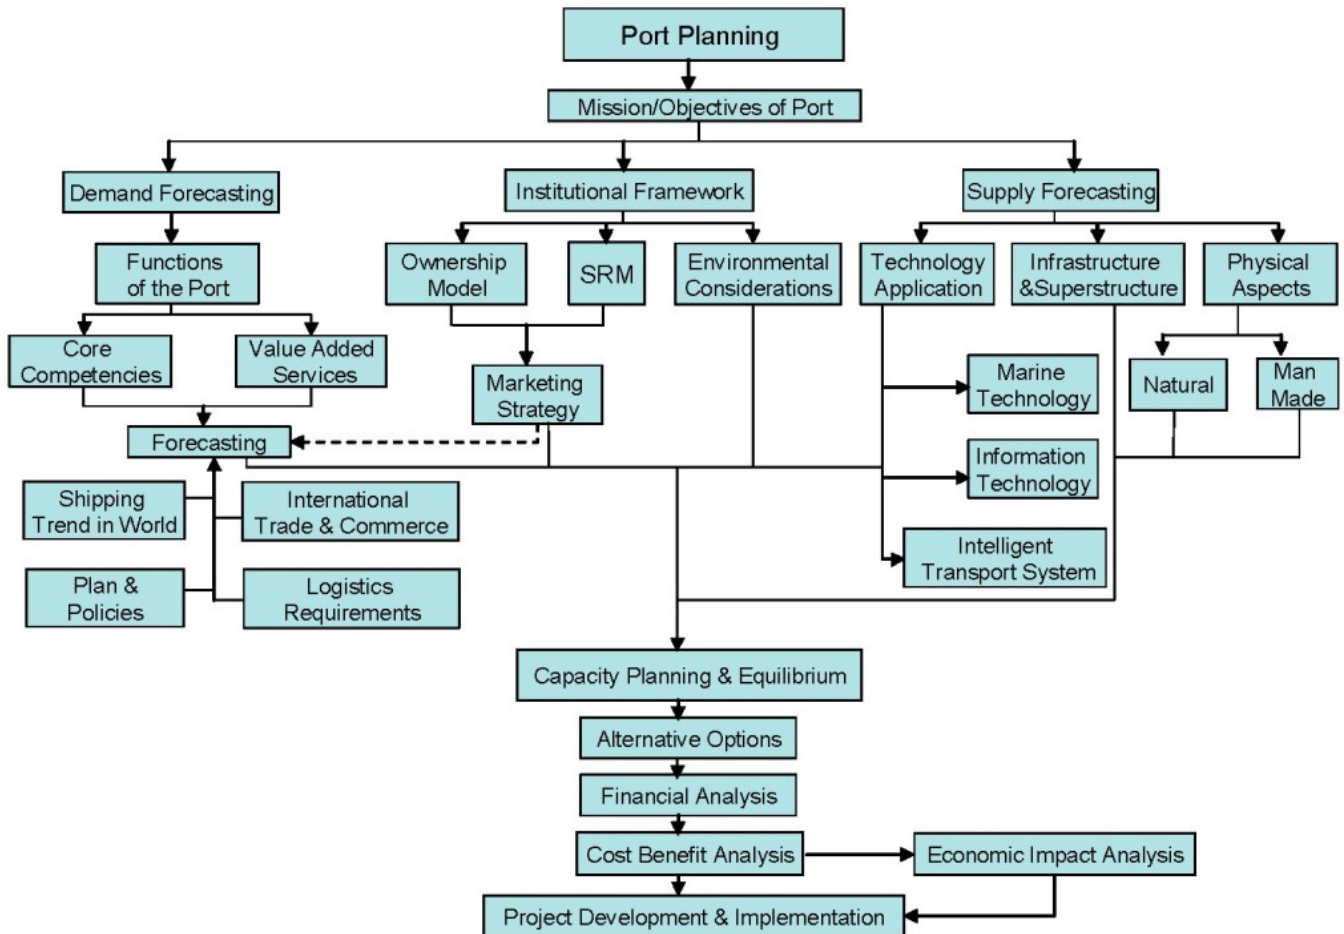 Port Planning
Mission/Objectives of Port
Demand Forecasting
Institutional Framework
Supply Forecasting
Functions
of the Port
Ownership
Model
SRM
Environmental
Considerations
Technology
Application
Infrastructure
&Superstructure
Physical
Aspects
Core
Competencies
Value Added
Services
Marketing
Strategy
Marine
Technology
Natural
Man
Made
Forecasting
Information
Technology
Shipping
Trend in World
International
Trade & Commerce
Intelligent
Transport System
Plan &
Policies
Logistics
Requirements
Capacity Planning & Equilibrium
Alternative Options
Financial Analysis
Cost Benefit Analysis
Economic Impact Analysis
Project Development & Implementation